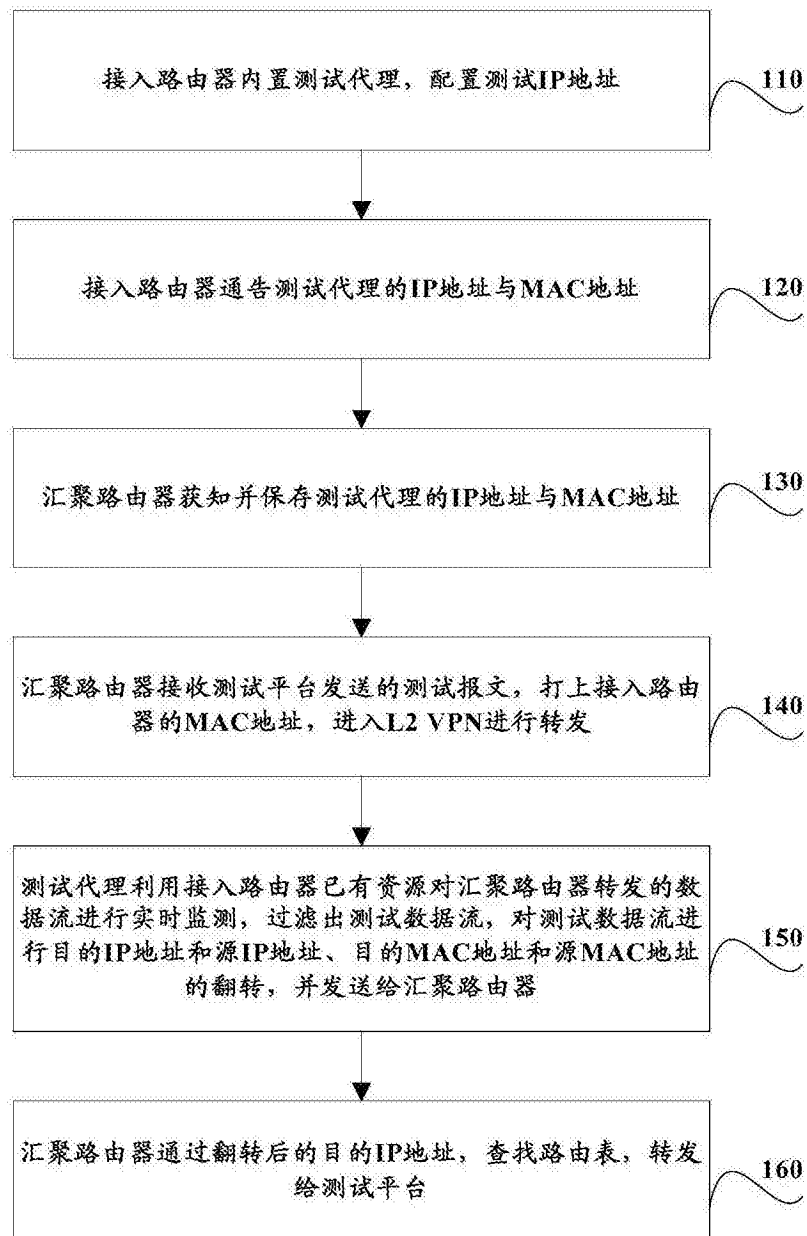 接入路由器内置测试代理，配置测试IP地址
110
接入路由器通告测试代理的IP地址与MAC地址
120
汇聚路由器获知并保存测试代理的IP地址与MAC地址
130
汇聚路由器接收测试平台发送的测试报文，打上接入路由
器的MAC地址，进入L2 VPN进行转发
140
测试代理利用接入路由器已有资源对汇聚路由器转发的数
据流进行实时监测，过滤出测试数据流，对测试数据流进
行目的IP地址和源IP地址、目的MAC地址和源MAC地址
的翻转，并发送给汇聚路由器
150
汇聚路由器通过翻转后的目的IP地址，查找路由表，转发
给测试平台
160